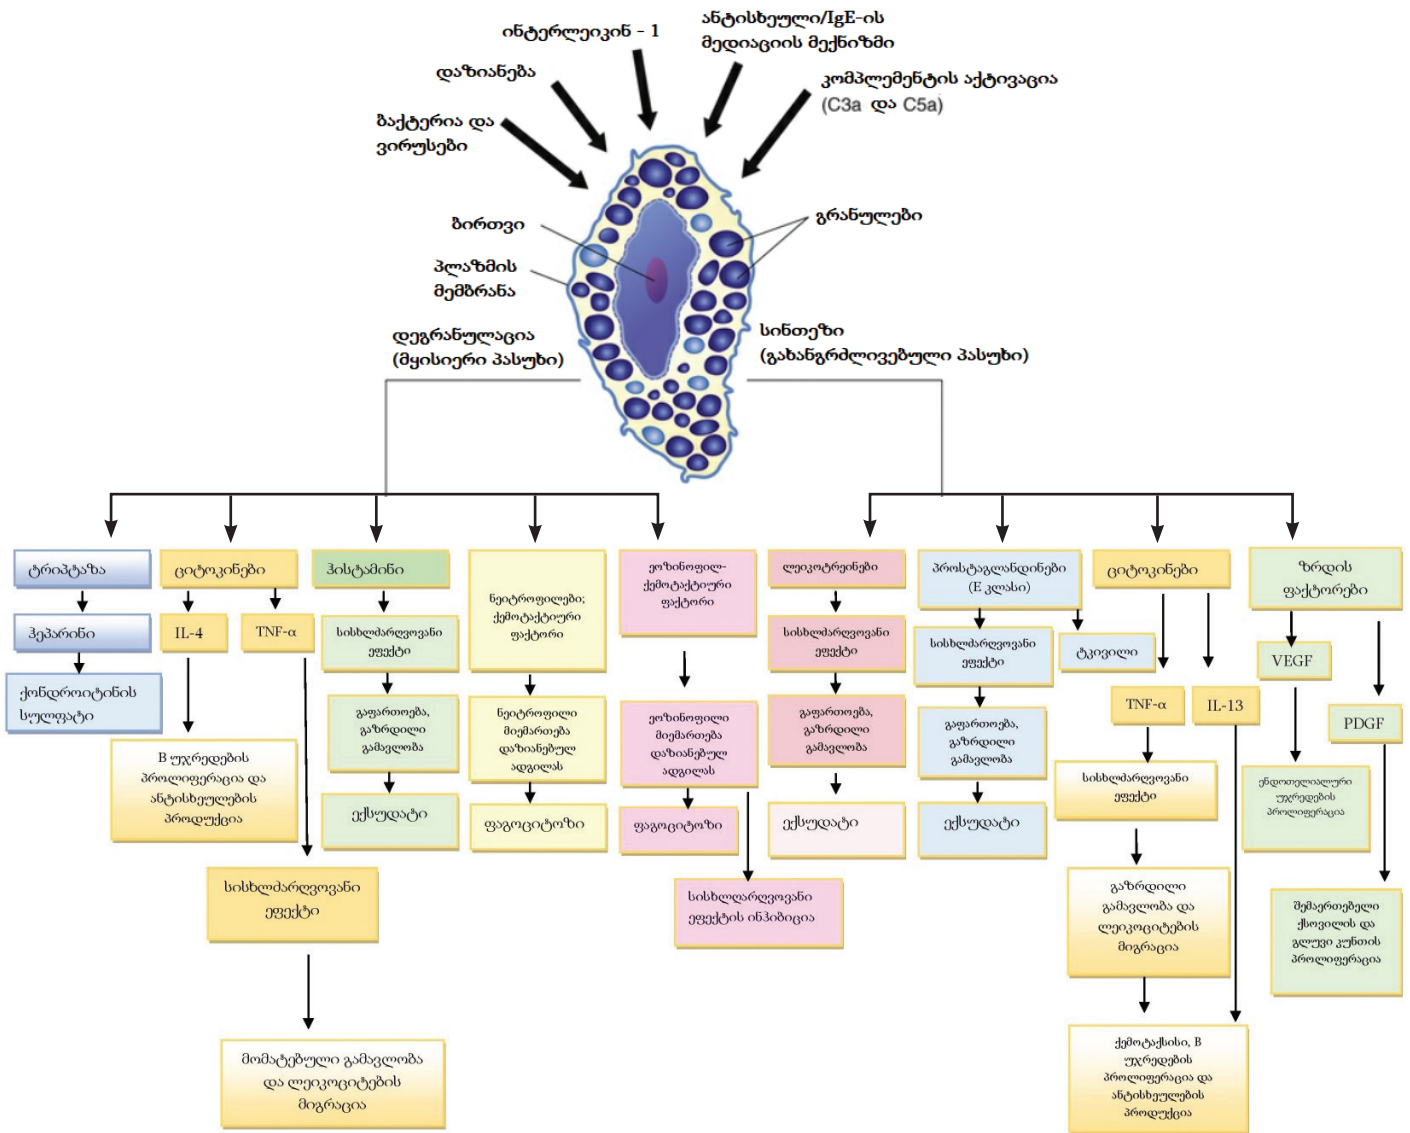 ინტერლეიკინ - 1
ანტისხეული/IgE-ის
მედიაციის მექნიზმი
დაზიანება
კომპლემენტის აქტივაცია
(C3a და C5a)
ბაქტერია და
ვირუსები
ბირთვი
გრანულები
პლაზმის
მემბრანა
დეგრანულაცია
(მყისიერი პასუხი)
სინთეზი
(გახანგრძლივებული პასუხი)
ტრიპტაზა
ჰეპარინი
ქონდროიტინის
სულფატი
ციტოკინები
IL-4
TNF-α
B უჯრედების
პროლიფერაცია და
ანტისხეულების
პროდუქცია
სისხლძარღვოვანი
ეფექტი
მომატებული გამავლობა
და ლეიკოციტების
მიგრაცია
ჰისტამინი
სისხლძარღვოვანი
ეფექტი
გაფართოება,
გაზრდილი
გამავლობა
ექსუდატი
ნეიტროფილები;
ქემოტაქტიური
ფაქტორი
ნეიტროფილი
მიემართება
დაზიანებულ
ადგილას
ფაგოციტოზი
ეოზინოფილ-
ქემოტაქტიური
ფაქტორი
ეოზინოფილი
მიემართება
დაზიანებულ
ადგილას
ფაგოციტოზი
სისხლღარღვოვანი
ეფექტის ინჰიბიცია
ლეიკოტრეინები
სისხლძარღვოვანი
ეფექტი
გაფართოება,
გაზრდილი
გამავლობა
ექსუდატი
პროსტაგლანდინები
(E კლასი)
სისხლძარღვოვანი
ეფექტი
ტკივილი
გაფართოება,
გაზრდილი
გამავლობა
ექსუდატი
ციტოკინები
TNF-α
IL-13
სისხლძარღვოვანი
ეფექტი
გაზრდილი
გამავლობა და
ლეიკოციტების
მიგრაცია
ქემოტაქსისი, B
უჯრედების
პროლიფერაცია და
ანტისხეულების
პროდუქცია
ზრდის
ფაქტორები
VEGF
PDGF
ენდოთელიალური
უჯრედების
პროლიფერაცია
შემაერთებელი
ქსოვილის და
გლუვი კუნთის
პროლიფერაცია